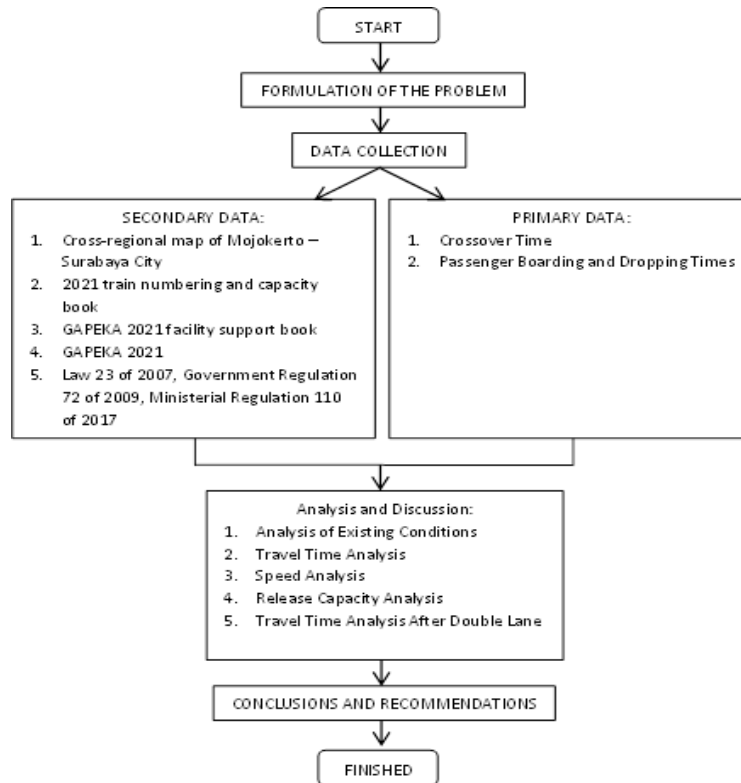 START
FORMULATION OF THE PROBLEM
DATA COLLECTION
SECONDARY DATA:
1. Cross-regional map of Mojokerto –
Surabaya City
2. 2021 train numbering and capacity
book
3. GAPEKA 2021 facility support book
4. GAPEKA 2021
5. Law 23 of 2007, Government Regulation
72 of 2009, Ministerial Regulation 110
of 2017
PRIMARY DATA:
1. Crossover Time
2. Passenger Boarding and Dropping Times
Analysis and Discussion:
1. Analysis of Existing Conditions
2. Travel Time Analysis
3. Speed Analysis
4. Release Capacity Analysis
5. Travel Time Analysis After Double Lane
CONCLUSIONS AND RECOMMENDATIONS
FINISHED